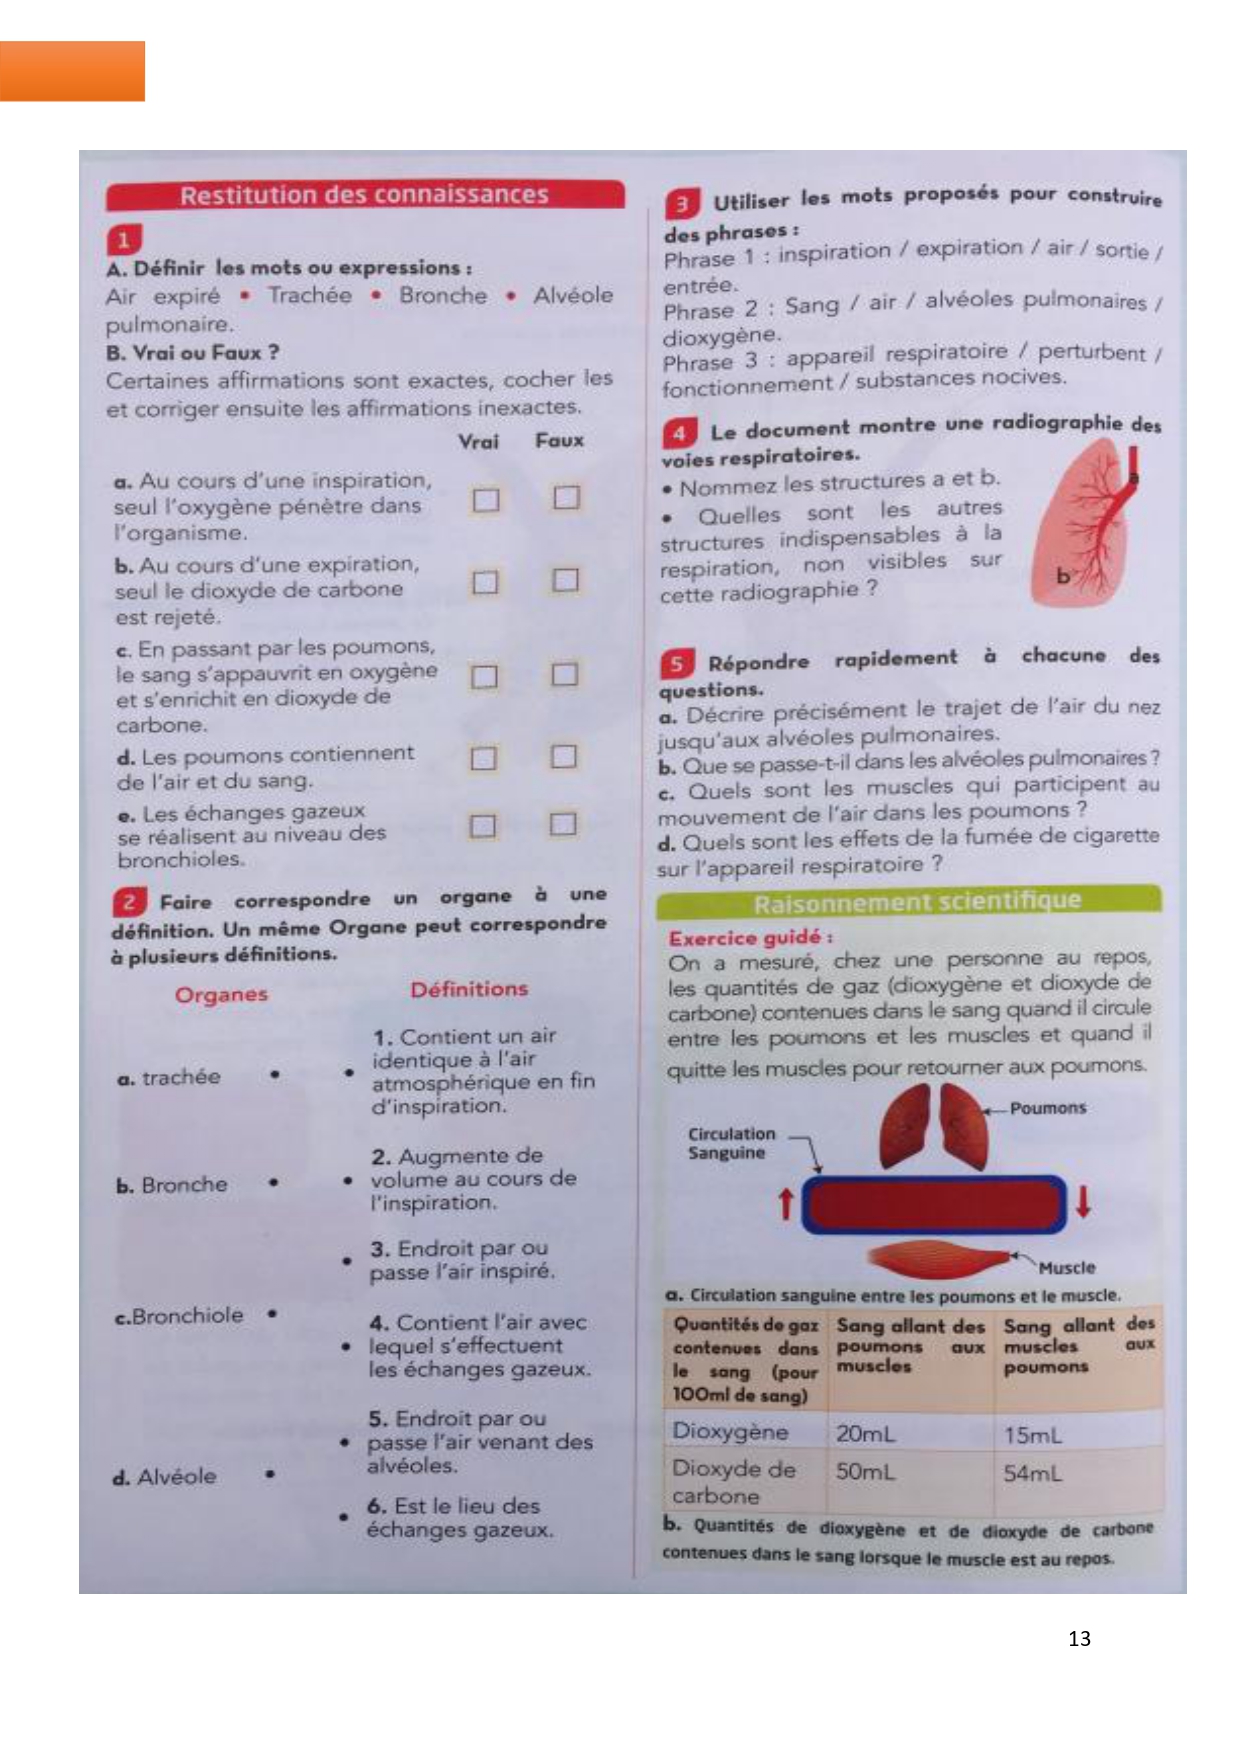 Restitution des connaissances
1
A. Définir les mots ou expressions :
Air expiré • Trachée • Bronche • Alvéole
pulmonaire.
B. Vrai ou Faux ?
Certaines affirmations sont exactes, cocher les
et corriger ensuite les affirmations inexactes.
Vrai Faux
a. Au cours d'une inspiration,
seul l'oxygène pénètre dans
l'organisme.
b. Au cours d'une expiration,
seul le dioxyde de carbone
est rejeté.
c. En passant par les poumons,
le sang s'appauvrit en oxygène
et s'enrichit en dioxyde de
carbone.
d. Les poumons contiennent
de l'air et du sang.
e. Les échanges gazeux
se réalisent au niveau des
bronchioles.
2 Faire correspondre un organe à une
définition. Un même Organe peut correspondre
à plusieurs définitions.
Organes
Définitions
a. trachée •
• 1. Contient un air
identique à l'air
atmosphérique en fin
d'inspiration.
b. Bronche •
• 2. Augmente de
volume au cours de
l'inspiration.
• 3. Endroit par ou
passe l'air inspiré.
c.Bronchiole •
• 4. Contient l'air avec
lequel s'effectuent
les échanges gazeux.
• 5. Endroit par ou
passe l'air venant des
alvéoles.
d. Alvéole •
• 6. Est le lieu des
échanges gazeux.
3 Utiliser les mots proposés pour construire
des phrases :
Phrase 1 : inspiration / expiration / air / sortie /
entrée.
Phrase 2 : Sang / air / alvéoles pulmonaires /
dioxygène.
Phrase 3 : appareil respiratoire / perturbent /
fonctionnement / substances nocives.
4 Le document montre une radiographie des
voies respiratoires.
• Nommez les structures a et b.
• Quelles sont les autres
structures indispensables à la
respiration, non visibles sur
cette radiographie ?
a
b
5 Répondre rapidement à chacune des
questions.
a. Décrire précisément le trajet de l'air du nez
jusqu'aux alvéoles pulmonaires.
b. Que se passe-t-il dans les alvéoles pulmonaires ?
c. Quels sont les muscles qui participent au
mouvement de l'air dans les poumons ?
d. Quels sont les effets de la fumée de cigarette
sur l'appareil respiratoire ?
Raisonnement scientifique
Exercice guidé :
On a mesuré, chez une personne au repos,
les quantités de gaz (dioxygène et dioxyde de
carbone) contenues dans le sang quand il circule
entre les poumons et les muscles et quand il
quitte les muscles pour retourner aux poumons.
Poumons
Circulation
Sanguine
Muscle
a. Circulation sanguine entre les poumons et le muscle.
Quantités de gaz
contenues dans
le sang (pour
100ml de sang)
Sang allant des
poumons aux
muscles
Sang allant des
muscles aux
poumons
Dioxygène 20mL 15mL
Dioxyde de
carbone
50mL 54mL
b. Quantités de dioxygène et de dioxyde de carbone
contenues dans le sang lorsque le muscle est au repos.
13